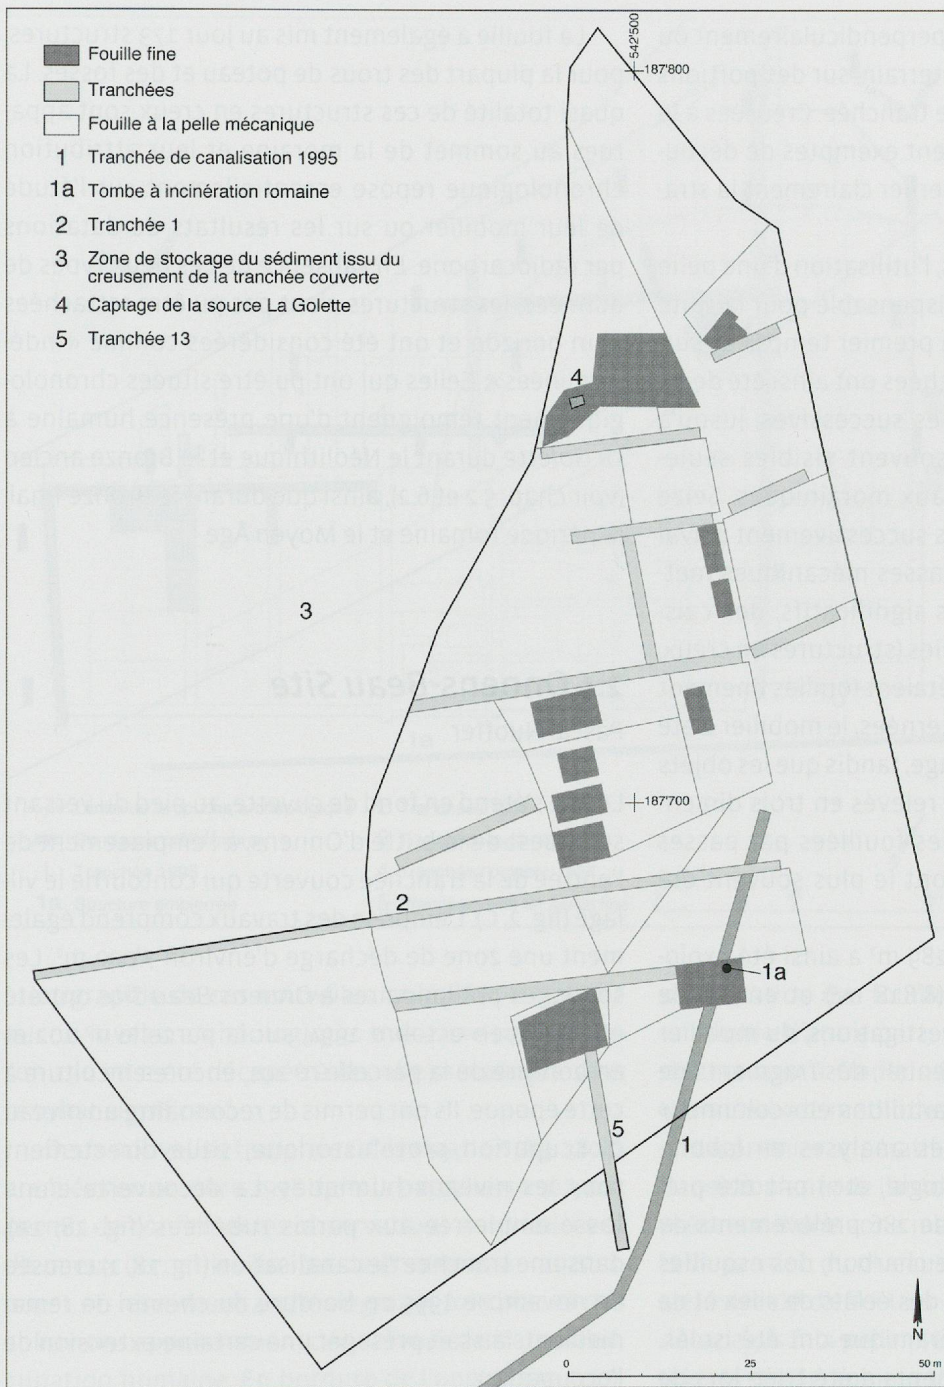 Fouille fine
Tranchées
Fouille à la pelle mécanique
1 Tranchée de canalisation 1995
1a Tombe à incinération romaine
2 Tranchée 1
3 Zone de stockage du sédiment issu du
creusement de la tranchée ouverte
4 Captage de la source La Golette
5 Tranchée 13
542'500
187'800
4
3
187'700
2
1a
5
1
N
0 25 50 m